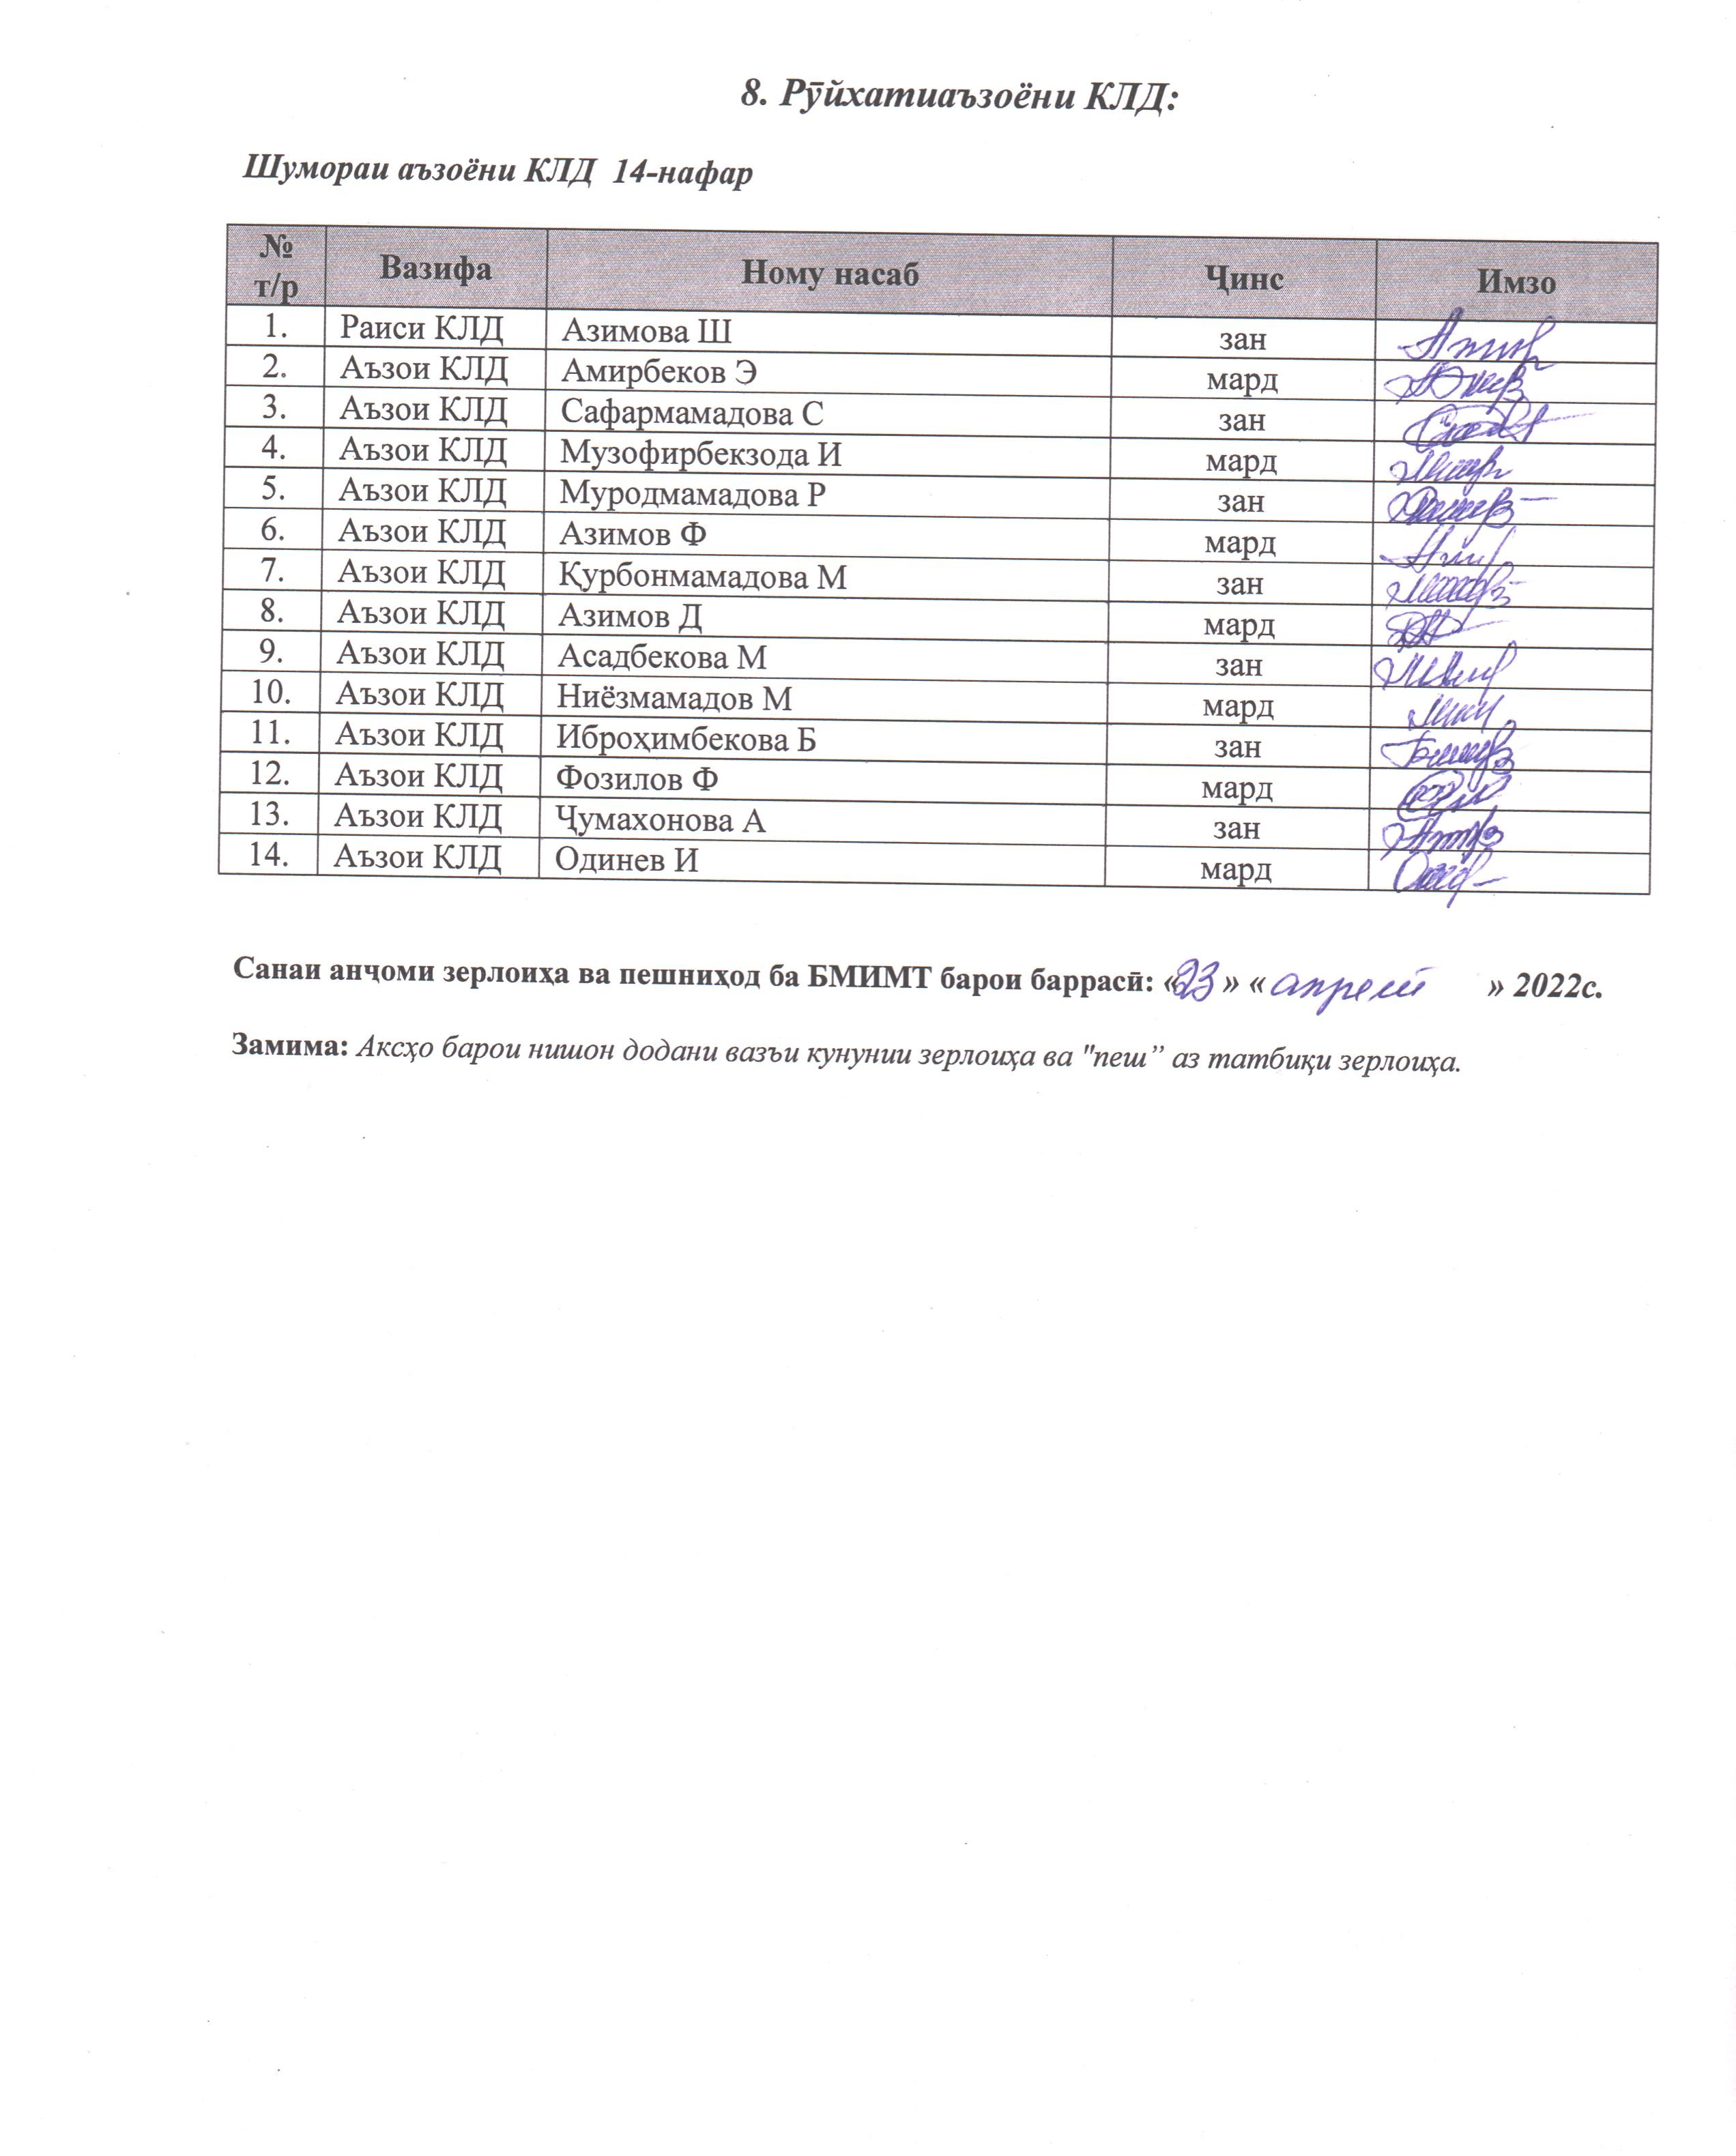 8. Рӯйхатиаъзоёни КЛД:
Шумораи аъзоёни КЛД 14-нафар
№ т/р Вазифа Ному насаб Ҷинс Имзо
1. Раиси КЛД Азимова Ш зан
2. Аъзои КЛД Амирбеков Э мард
3. Аъзои КЛД Сафармамадова С зан
4. Аъзои КЛД Музофирбекзода И мард
5. Аъзои КЛД Муродмамадова Р зан
6. Аъзои КЛД Азимов Ф мард
7. Аъзои КЛД Қурбонмамадова М зан
8. Аъзои КЛД Азимов Д мард
9. Аъзои КЛД Асадбекова М зан
10. Аъзои КЛД Ниёзмамадов М мард
11. Аъзои КЛД Иброҳимбекова Б зан
12. Аъзои КЛД Фозилов Ф мард
13. Аъзои КЛД Ҷумахонова А зан
14. Аъзои КЛД Одинев И мард
Санаи анҷоми зерлоиҳа ва пешниҳод ба БМИМТ барои баррасӣ: «23» «апрели» 2022с.
Замима: Аксҳо барои нишон додани вазъи кунунии зерлоиҳа ва "пеш” аз татбиқи зерлоиҳа.